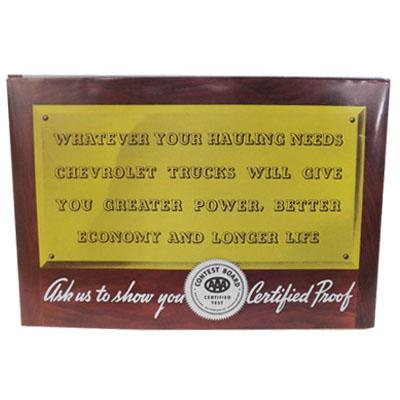 WHATEVER YOUR HAULING NEEDS
CHEVROLET TRUCKS WILL GIVE
YOU GREATER POWER, BETTER
ECONOMY AND LONGER LIFE
Ask us to show you
CONTEST BOARD
AAA
CERTIFIED
TEST
Certified Proof